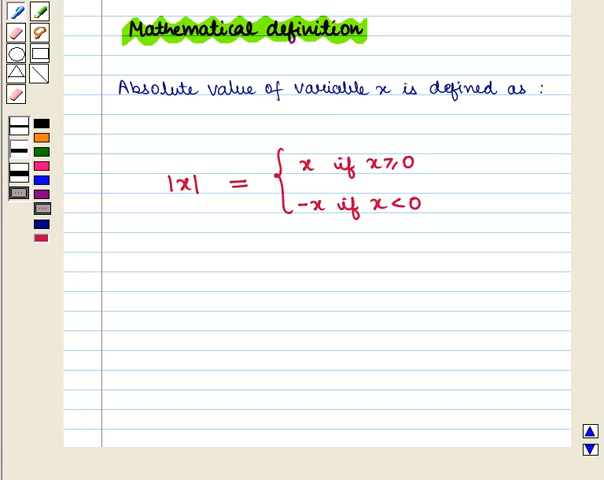 Mathematical definition
Absolute value of variable x is defined as :
|x| = { x if x ≥ 0
-x if x < 0